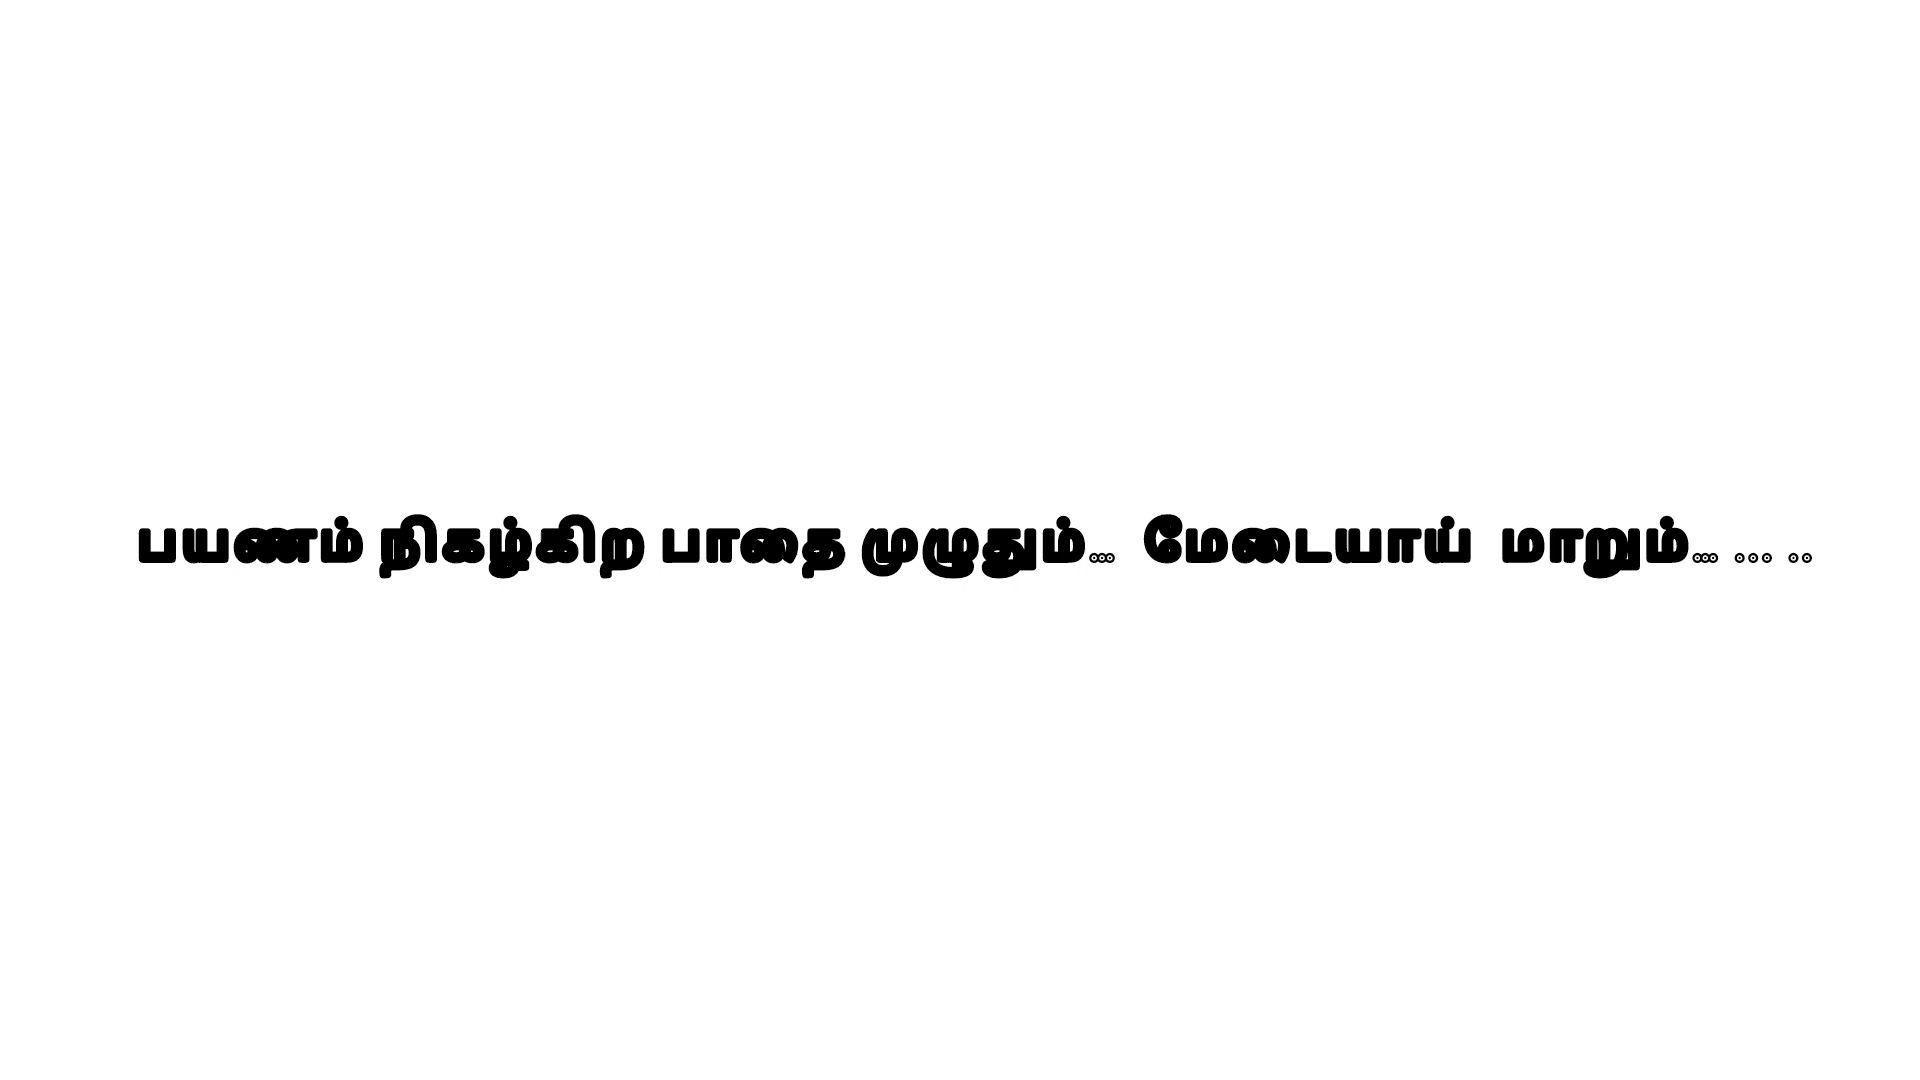 பயணம் நிகழ்கிற பாதை முழுதும்… மேடையாய் மாறும்… ... ..